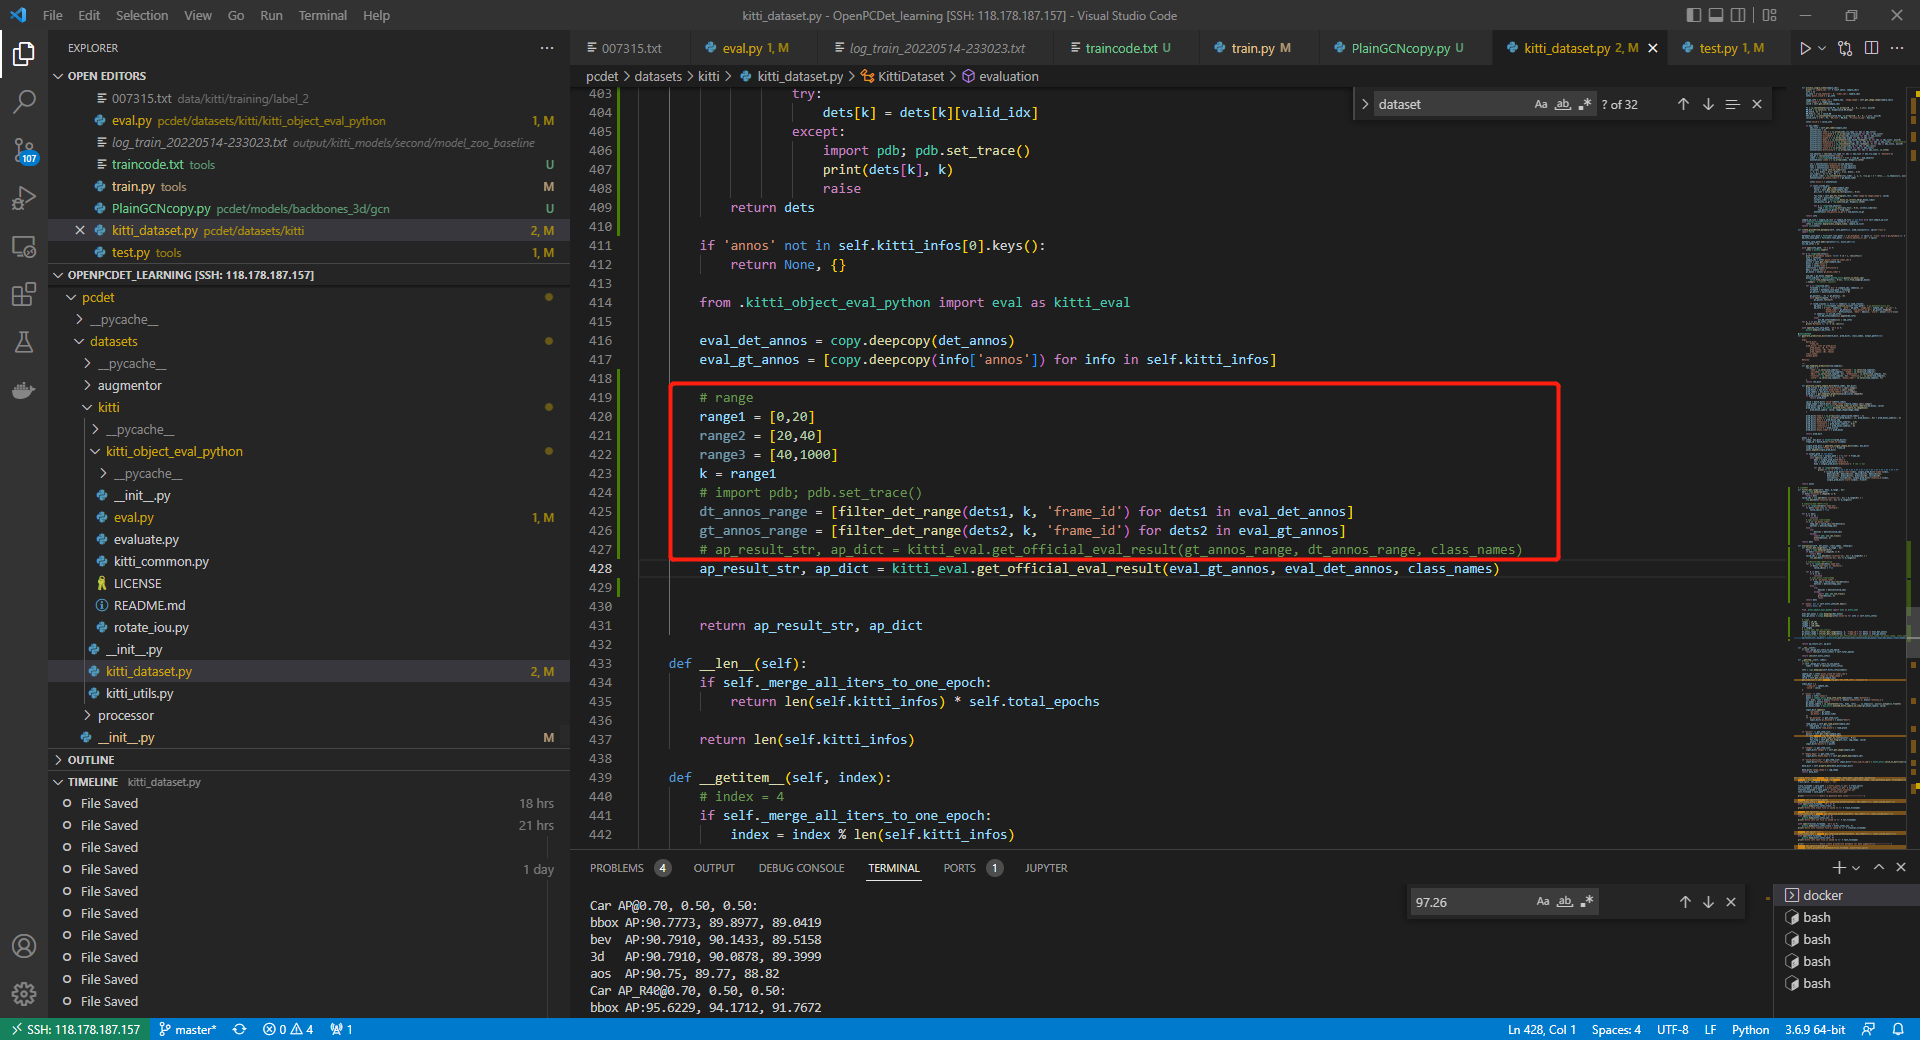 File Edit Selection View Go Run Terminal Help
kitti_dataset.py - OpenPCDet_learning [SSH: 118.178.187.157] - Visual Studio Code
EXPLORER
OPEN EDITORS
007315.txt data/kitti/training/label_2
eval.py pcdet/datasets/kitti/kitti_object_eval_python 1, M
log_train_20220514-233023.txt output/kitti_models/second/model_zoo_baseline
traincode.txt tools U
train.py tools M
PlainGCNcopy.py pcdet/models/backbones_3d/gcn U
kitti_dataset.py pcdet/datasets/kitti 2, M
test.py tools 1, M
OPENPCDET_LEARNING [SSH: 118.178.187.157]
pcdet
__pycache__
datasets
__pycache__
augmentor
kitti
__pycache__
kitti_object_eval_python
__pycache__
__init__.py
eval.py 1, M
evaluate.py
kitti_common.py
LICENSE
README.md
rotate_iou.py
__init__.py
kitti_dataset.py 2, M
kitti_utils.py
processor
__init__.py M
OUTLINE
TIMELINE kitti_dataset.py
File Saved 18 hrs
File Saved 21 hrs
File Saved
File Saved 1 day
File Saved
File Saved
File Saved
File Saved
File Saved
File Saved
107
007315.txt eval.py 1, M log_train_20220514-233023.txt traincode.txt U train.py M PlainGCNcopy.py U kitti_dataset.py 2, M test.py 1, M
pcdet > datasets > kitti > kitti_dataset.py > KittiDataset > evaluation
dataset Aa ab ? of 32
403 try:
404 dets[k] = dets[k][valid_idx]
405 except:
406 import pdb; pdb.set_trace()
407 print(dets[k], k)
408 raise
409 return dets
410
411 if 'annos' not in self.kitti_infos[0].keys():
412 return None, {}
413
414 from .kitti_object_eval_python import eval as kitti_eval
415
416 eval_det_annos = copy.deepcopy(det_annos)
417 eval_gt_annos = [copy.deepcopy(info['annos']) for info in self.kitti_infos]
418
419 # range
420 range1 = [0,20]
421 range2 = [20,40]
422 range3 = [40,1000]
423 k = range1
424 # import pdb; pdb.set_trace()
425 dt_annos_range = [filter_det_range(dets1, k, 'frame_id') for dets1 in eval_det_annos]
426 gt_annos_range = [filter_det_range(dets2, k, 'frame_id') for dets2 in eval_gt_annos]
427 # ap_result_str, ap_dict = kitti_eval.get_official_eval_result(gt_annos_range, dt_annos_range, class_names)
428 ap_result_str, ap_dict = kitti_eval.get_official_eval_result(eval_gt_annos, eval_det_annos, class_names)
429
430
431 return ap_result_str, ap_dict
432
433 def __len__(self):
434 if self._merge_all_iters_to_one_epoch:
435 return len(self.kitti_infos) * self.total_epochs
436
437 return len(self.kitti_infos)
438
439 def __getitem__(self, index):
440 # index = 4
441 if self._merge_all_iters_to_one_epoch:
442 index = index % len(self.kitti_infos)
PROBLEMS 4 OUTPUT DEBUG CONSOLE TERMINAL PORTS 1 JUPYTER
Car AP@0.70, 0.50, 0.50:
bbox AP:90.7773, 89.8977, 89.0419
bev AP:90.7910, 90.1433, 89.5158
3d AP:90.7910, 90.0878, 89.3999
aos AP:90.75, 89.77, 88.82
Car AP_R40@0.70, 0.50, 0.50:
bbox AP:95.6229, 94.1712, 91.7672
97.26 Aa ab
docker
bash
bash
bash
bash
SSH: 118.178.187.157 master* 0 4 1
Ln 428, Col 1 Spaces: 4 UTF-8 LF Python 3.6.9 64-bit